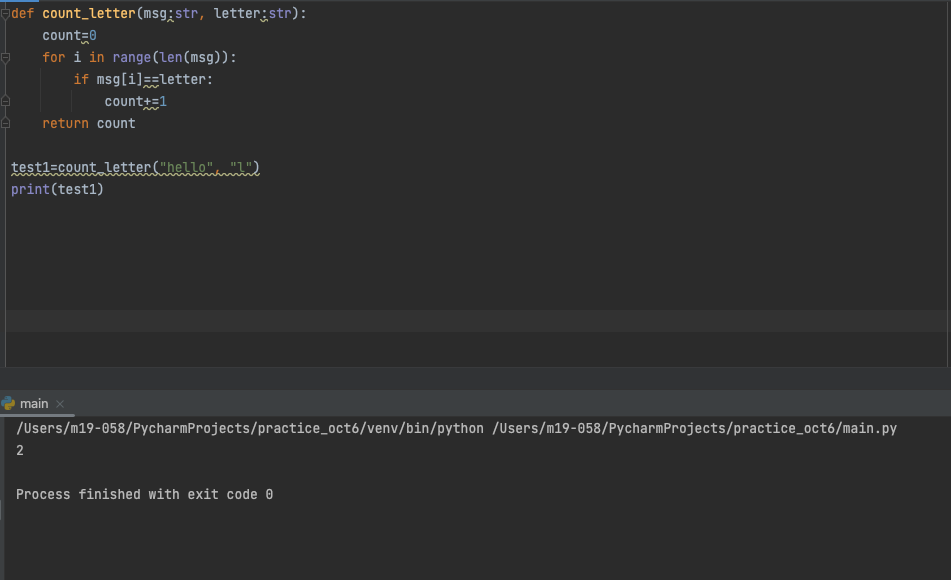 def count_letter(msg:str, letter:str):
    count=0
    for i in range(len(msg)):
        if msg[i]==letter:
            count+=1
    return count
test1=count_letter("hello", "l")
print(test1)
main
/Users/m19-058/PycharmProjects/practice_oct6/venv/bin/python /Users/m19-058/PycharmProjects/practice_oct6/main.py
2
Process finished with exit code 0